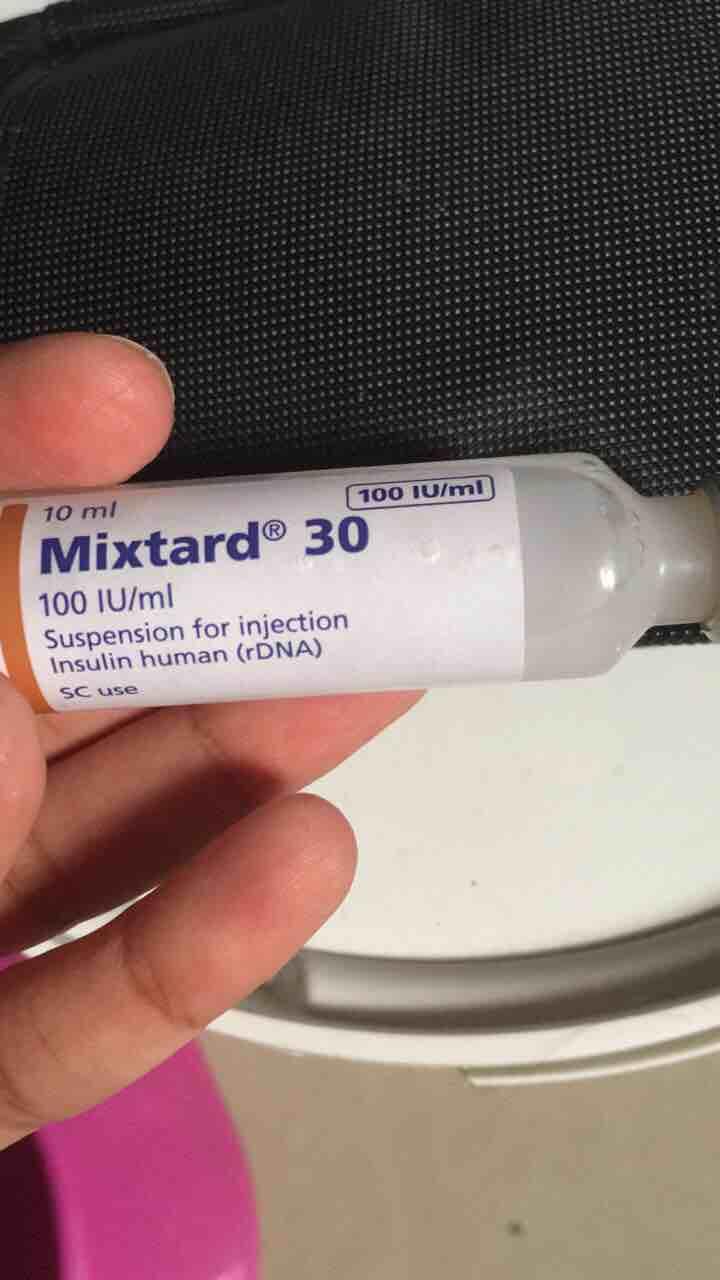 10 ml
100 IU/ml
Mixtard® 30
100 IU/ml
Suspension for injection
Insulin human (rDNA)
SC use